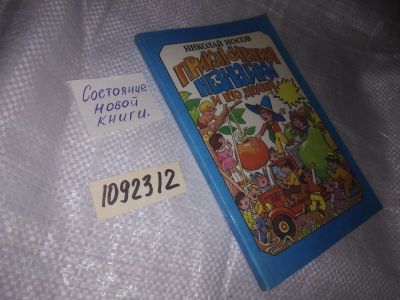 Состояние
новой
книги.
1092312
НИКОЛАЙ НОСОВ
ПРИКЛЮЧЕНИЯ
НЕЗНАЙКИ
И ЕГО ДРУЗЕЙ